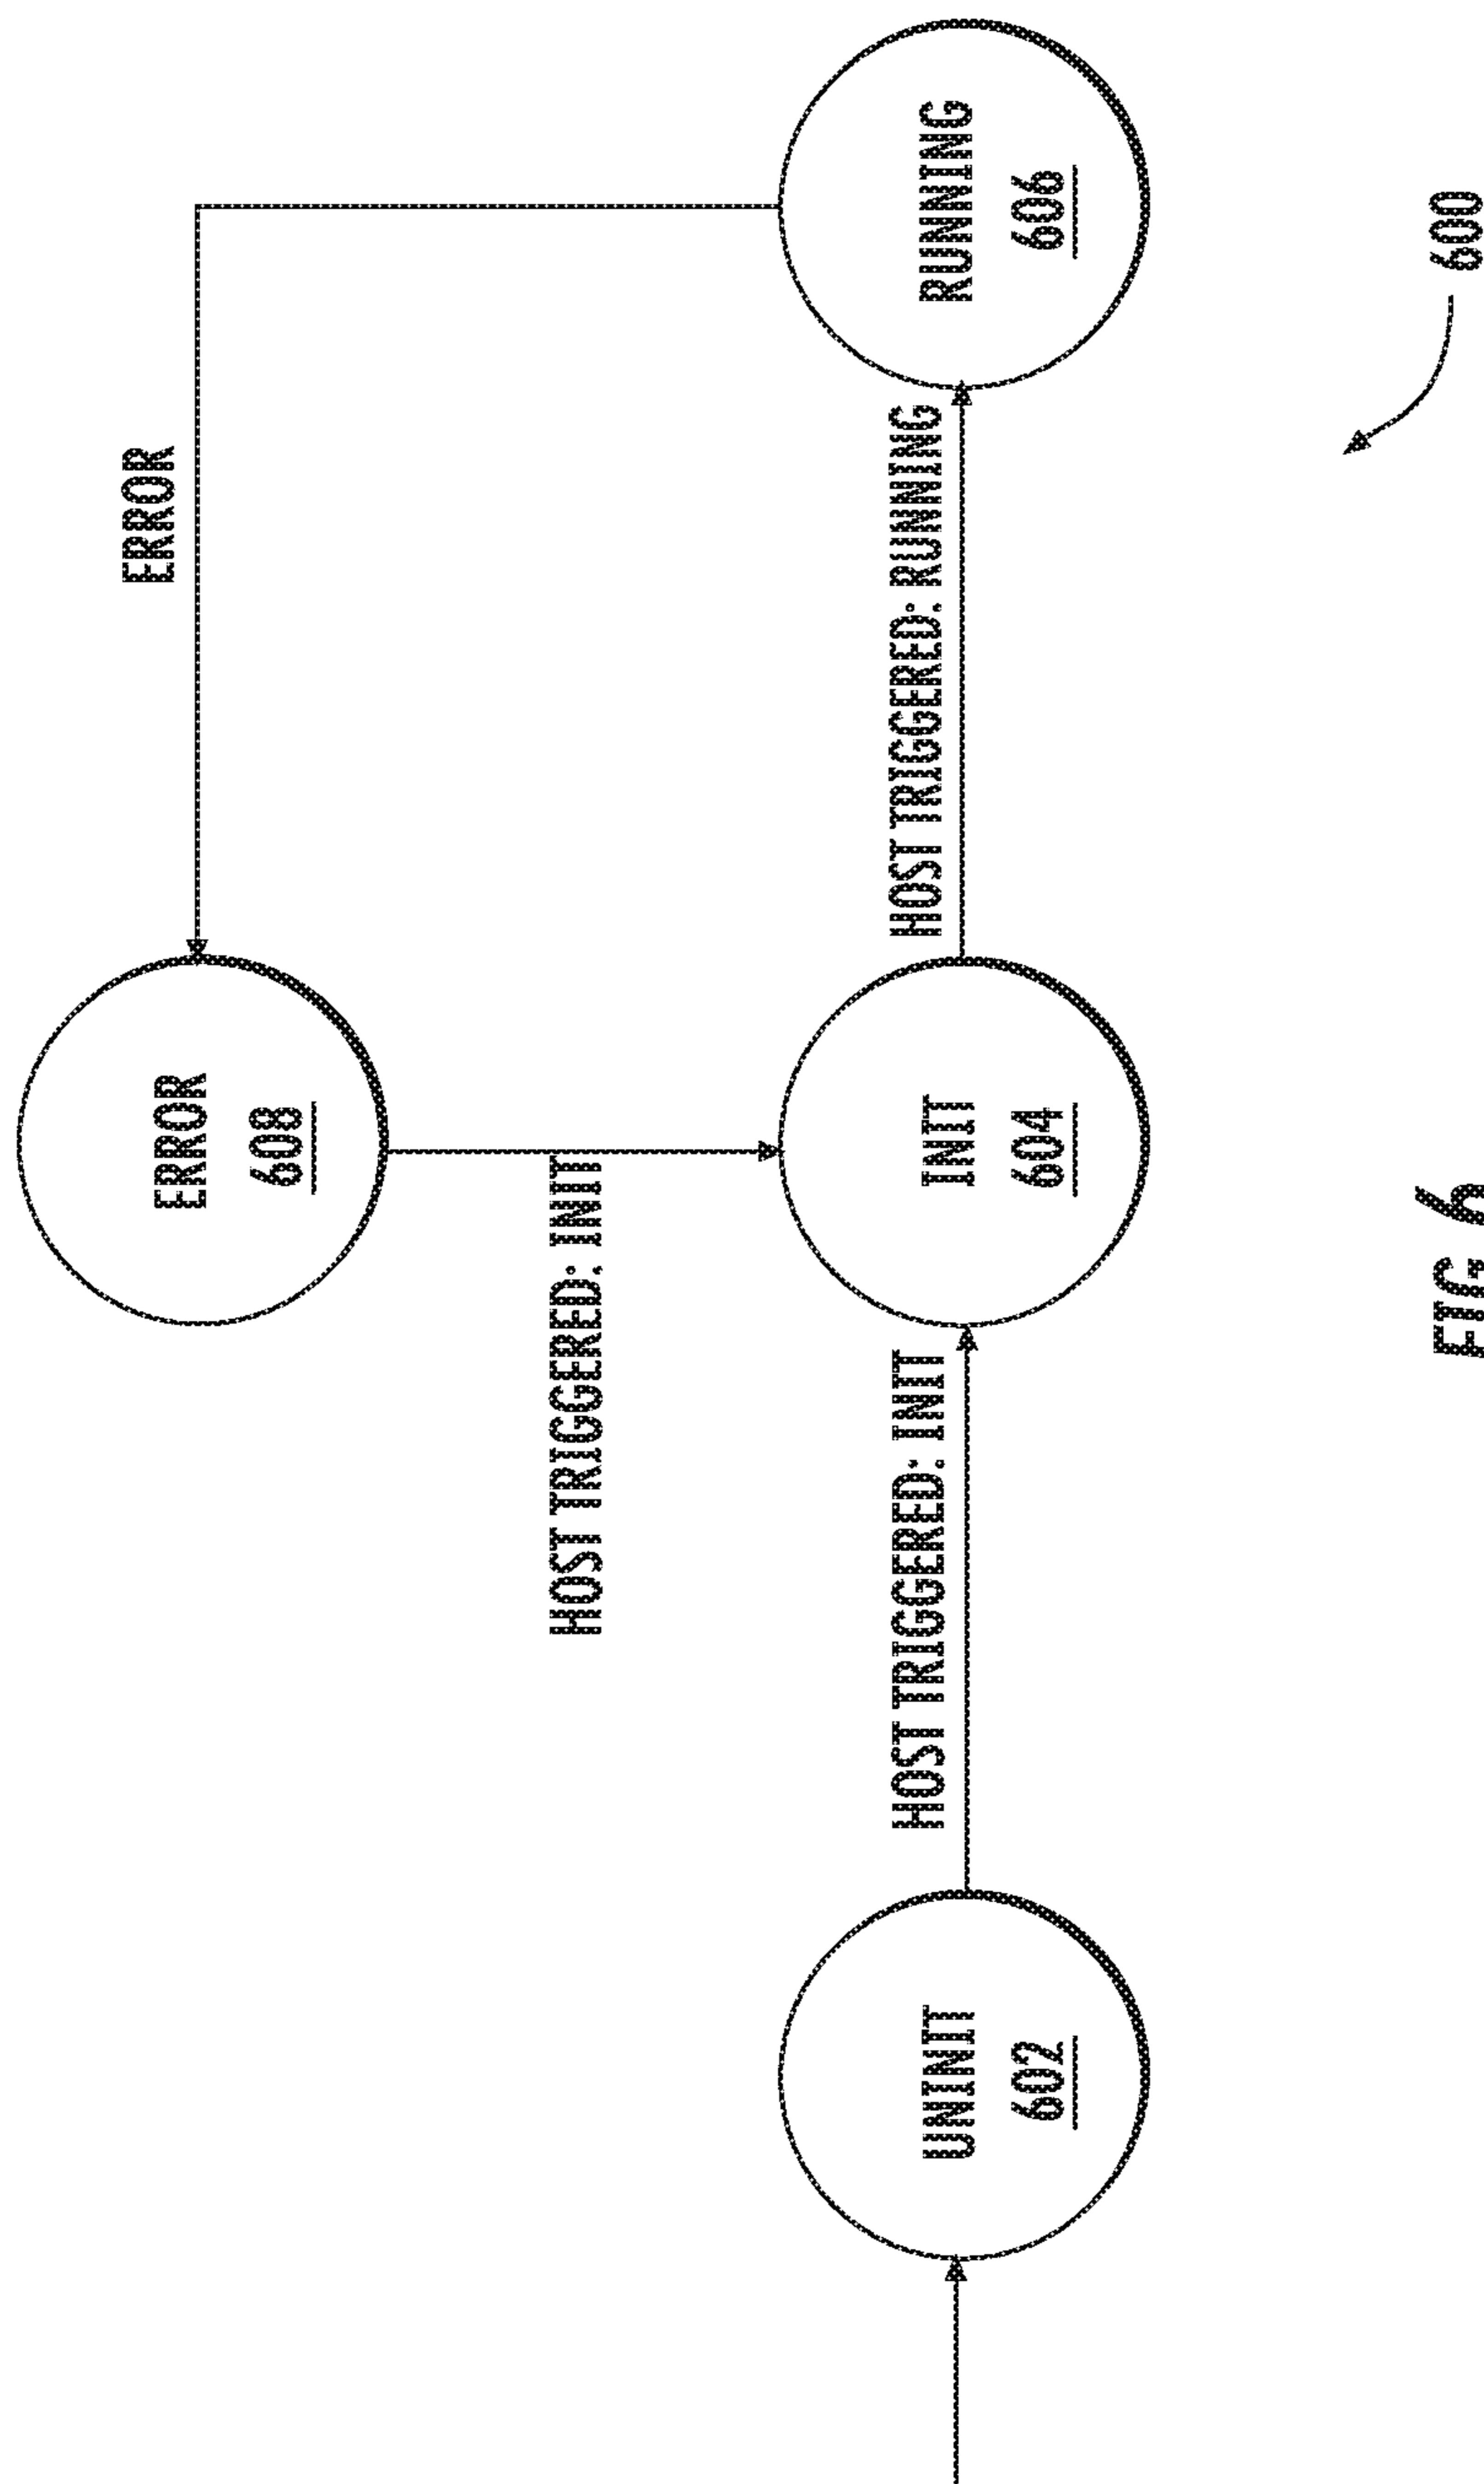 ERROR
ERROR
608
HOST TRIGGERED: INIT
HOST TRIGGERED: INIT
HOST TRIGGERED: RUNNING
UNINIT
602
INIT
604
RUNNING
606
600
FIG. 6